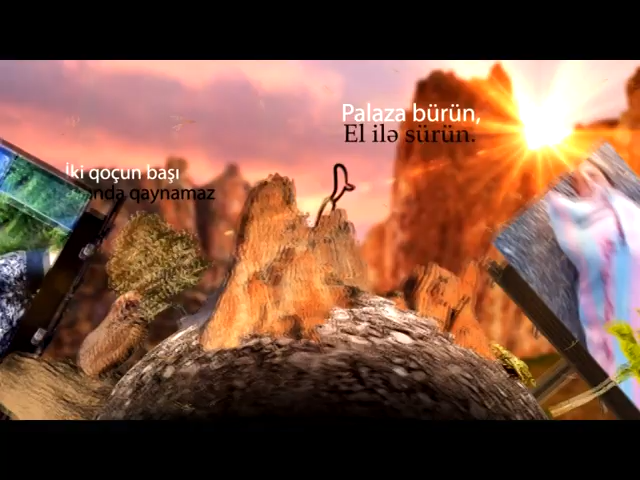 Palaza bürün,
El ilə sürün.
İki qoçun başı
qaynamaz